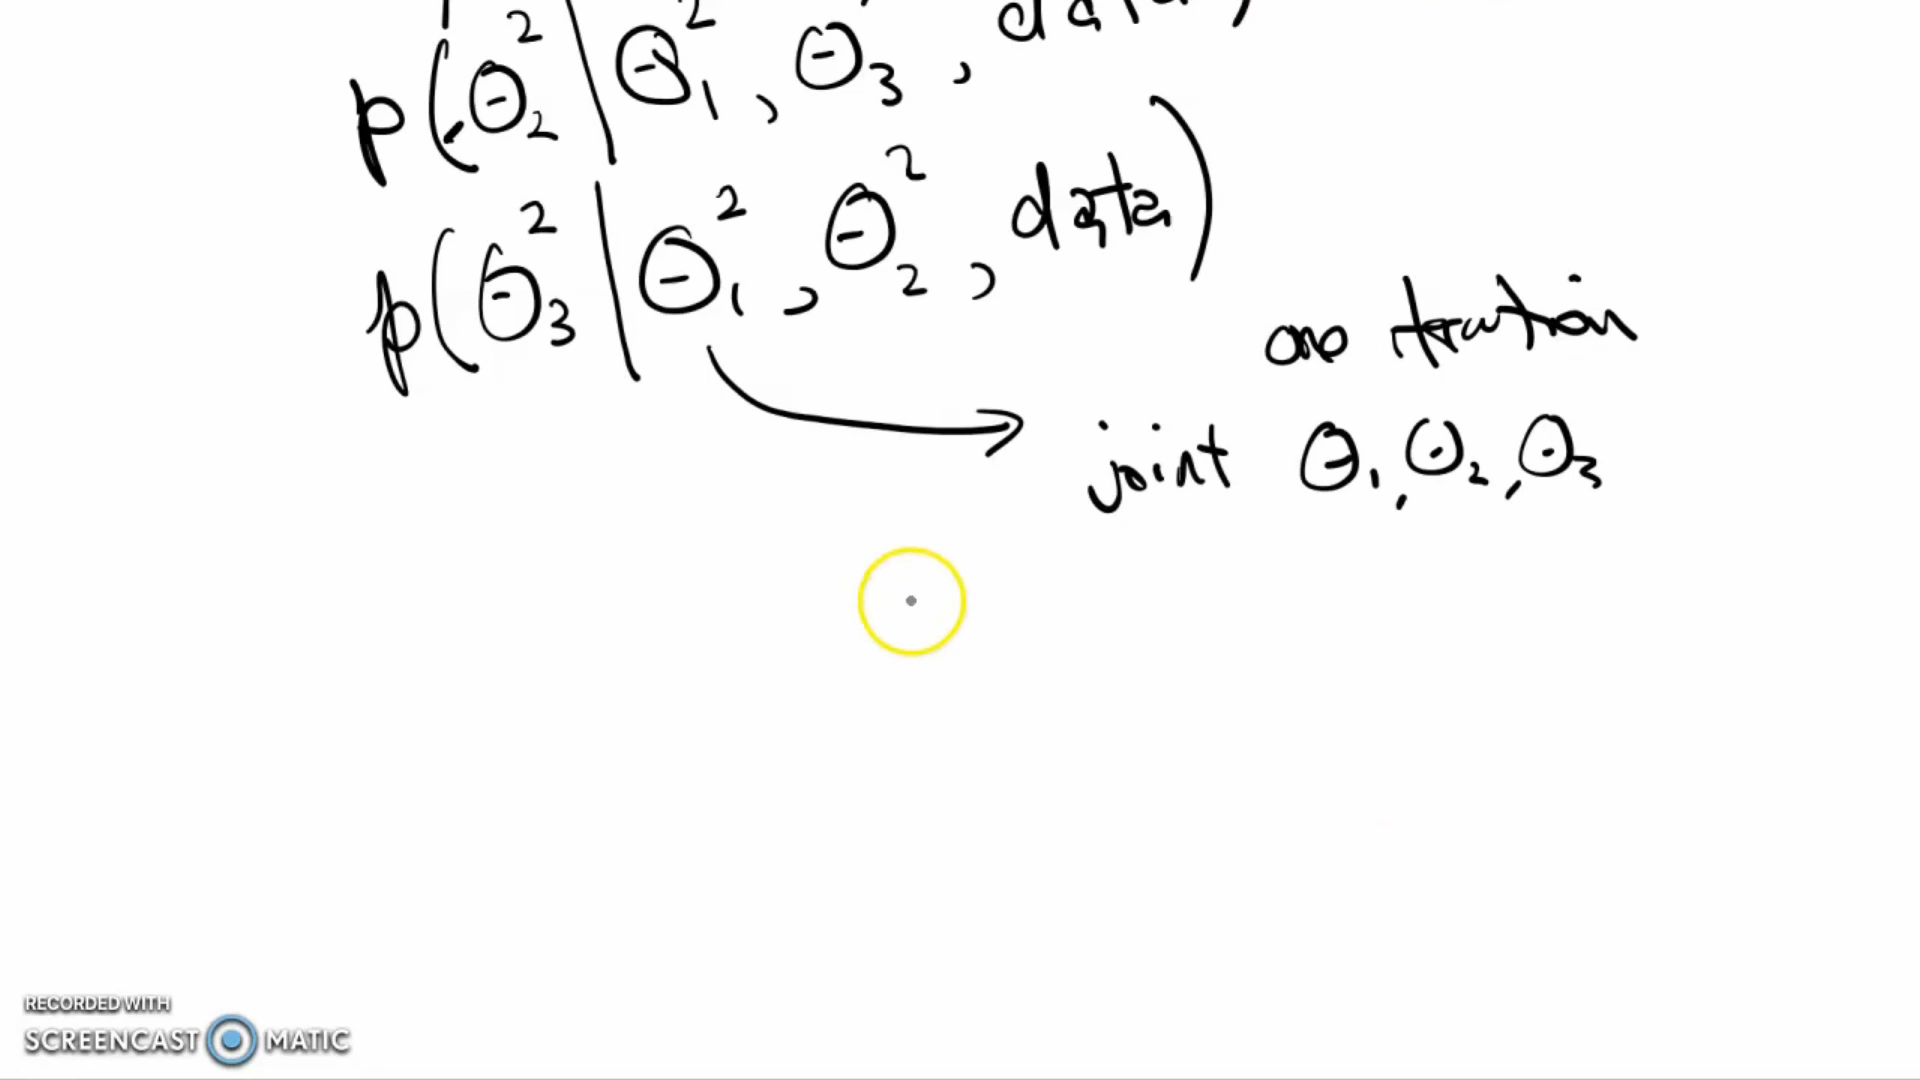 p(θ₂² | θ₁², θ₃, data)
p(θ₃² | θ₁², θ₂², data)
one iteration
joint θ₁, θ₂, θ₃
RECORDED WITH
SCREENCAST MATIC